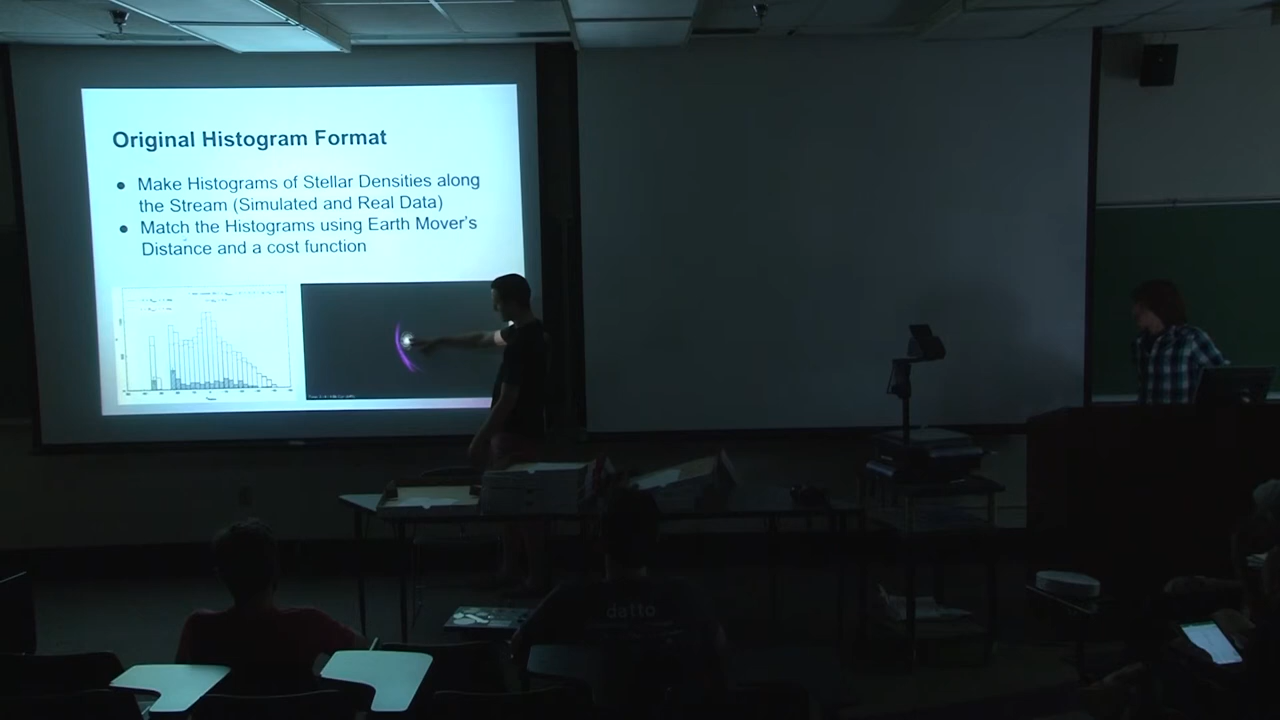 Original Histogram Format
● Make Histograms of Stellar Densities along
the Stream (Simulated and Real Data)
● Match the Histograms using Earth Mover's
Distance and a cost function
datto